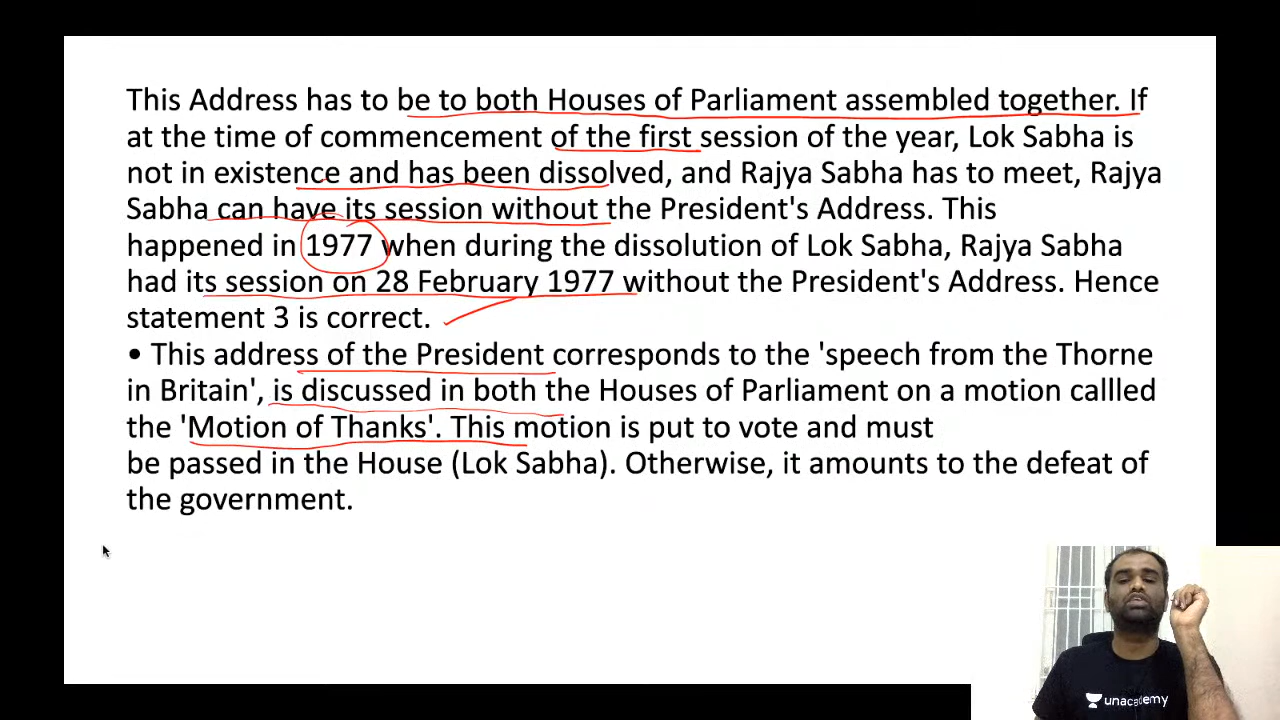 This Address has to be to both Houses of Parliament assembled together. If
at the time of commencement of the first session of the year, Lok Sabha is
not in existence and has been dissolved, and Rajya Sabha has to meet, Rajya
Sabha can have its session without the President's Address. This
happened in 1977 when during the dissolution of Lok Sabha, Rajya Sabha
had its session on 28 February 1977 without the President's Address. Hence
statement 3 is correct.
• This address of the President corresponds to the 'speech from the Thorne
in Britain', is discussed in both the Houses of Parliament on a motion callled
the 'Motion of Thanks'. This motion is put to vote and must
be passed in the House (Lok Sabha). Otherwise, it amounts to the defeat of
the government.
unacademy